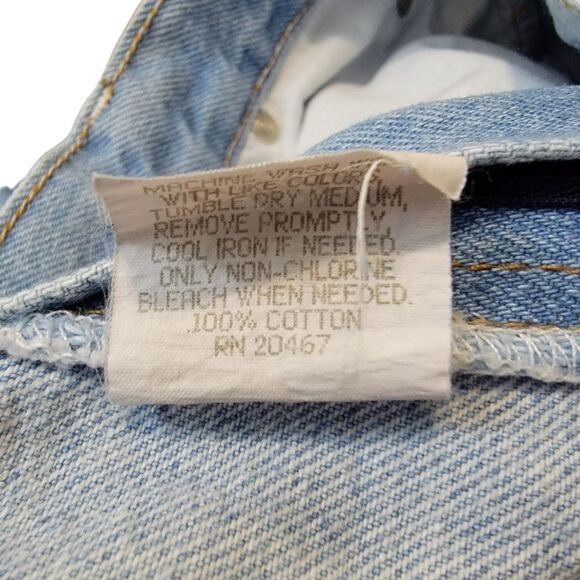 MACHINE WASH
WITH LIKE COLORS
TUMBLE DRY MEDIUM,
REMOVE PROMPTLY,
COOL IRON IF NEEDED.
ONLY NON-CHLORINE
BLEACH WHEN NEEDED.
100% COTTON
RN 20467